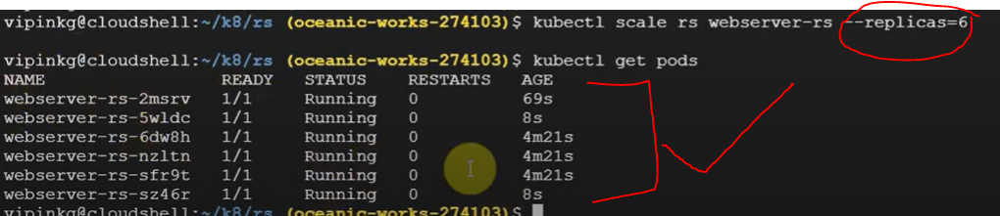 vipinkg@cloudshell:~/k8/rs (oceanic-works-274103)$ kubectl scale rs webserver-rs --replicas=6
vipinkg@cloudshell:~/k8/rs (oceanic-works-274103)$ kubectl get pods
NAME READY STATUS RESTARTS AGE
webserver-rs-2msrv 1/1 Running 0 69s
webserver-rs-5wldc 1/1 Running 0 8s
webserver-rs-6dw8h 1/1 Running 0 4m21s
webserver-rs-nzltn 1/1 Running 0 4m21s
webserver-rs-sfr9t 1/1 Running 0 4m21s
webserver-rs-sz46r 1/1 Running 0 8s
vipinkg@cloudshell:~/k8/rs (oceanic-works-274103)$